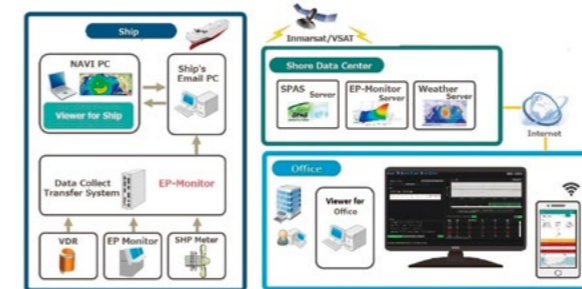 Ship
NAVI PC
Viewer for Ship
Ship's
Email PC
Data Collect
Transfer System
EP-Monitor
VDR
EP Monitor
SHP Meter
Inmarsat/VSAT
Shore Data Center
SPAS
Server
EP-Monitor
Server
Weather
Server
Internet
Office
Viewer for
Office